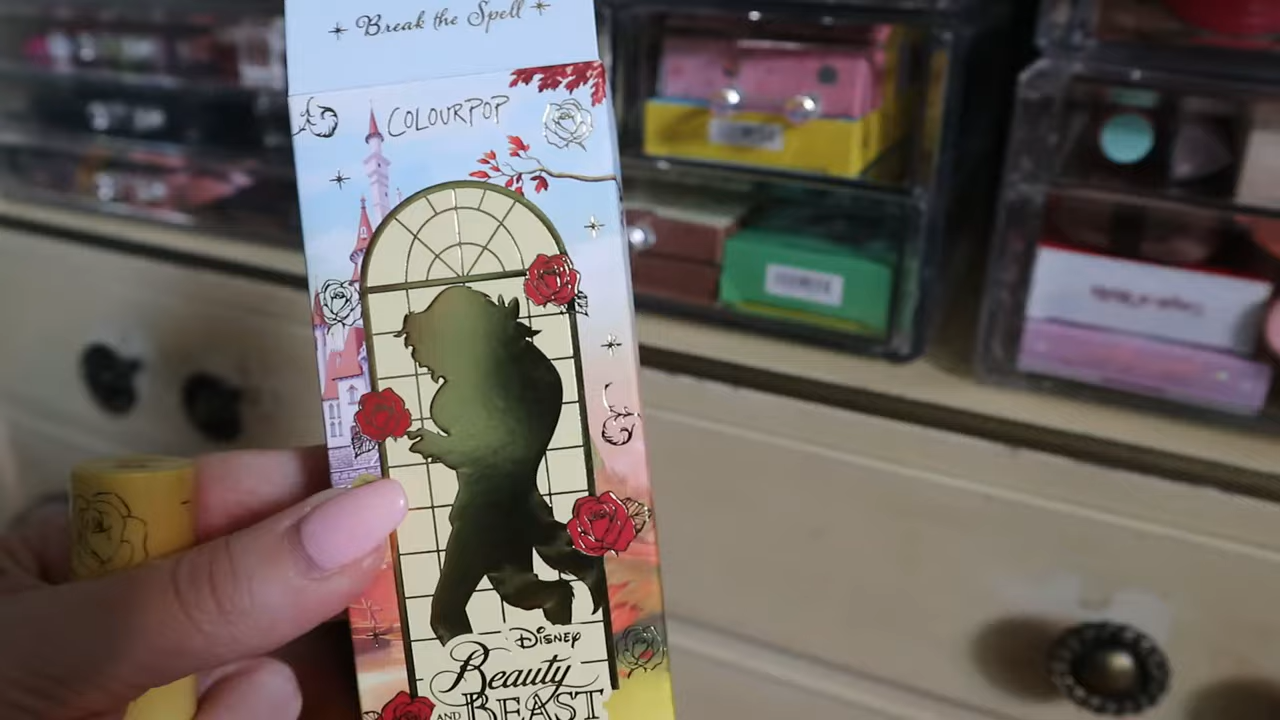 Break the Spell
COLOURPOP
DISNEY
Beauty
AND BEAST